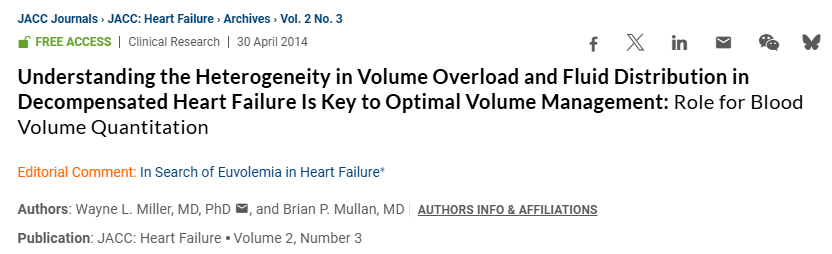 JACC Journals › JACC: Heart Failure › Archives › Vol. 2 No. 3
FREE ACCESS | Clinical Research | 30 April 2014
Understanding the Heterogeneity in Volume Overload and Fluid Distribution in
Decompensated Heart Failure Is Key to Optimal Volume Management: Role for Blood
Volume Quantitation
Editorial Comment: In Search of Euvolemia in Heart Failure*
Authors: Wayne L. Miller, MD, PhD, and Brian P. Mullan, MD | AUTHORS INFO & AFFILIATIONS
Publication: JACC: Heart Failure • Volume 2, Number 3